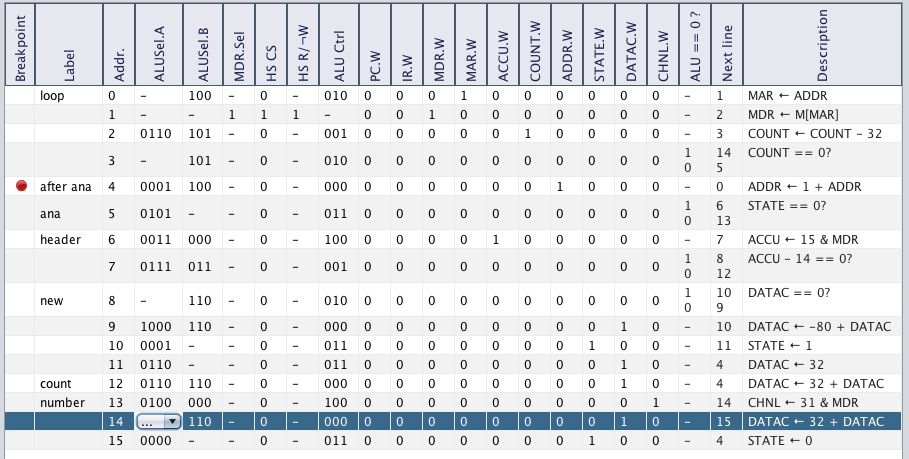 Breakpoint Label Addr. ALUSel.A ALUSel.B MDR.Sel HS CS HS R/¬W ALU Ctrl PC.W IR.W MDR.W MAR.W ACCU.W COUNT.W ADDR.W STATE.W DATAC.W CHNL.W ALU == 0 ? Next line Description
loop 0 – 100 – 0 – 010 0 0 0 1 0 0 0 0 0 0 – 1 MAR ← ADDR
1 – – 1 1 1 – 0 0 1 0 0 0 0 0 0 0 – 2 MDR ← M[MAR]
2 0110 101 – 0 – 001 0 0 0 0 0 1 0 0 0 0 – 3 COUNT ← COUNT – 32
3 – 101 – 0 – 010 0 0 0 0 0 0 0 0 0 0 1 14 COUNT == 0?
0 5
after ana 4 0001 100 – 0 – 000 0 0 0 0 0 0 1 0 0 0 – 0 ADDR ← 1 + ADDR
ana 5 0101 – – 0 – 011 0 0 0 0 0 0 0 0 0 0 1 6 STATE == 0?
0 13
header 6 0011 000 – 0 – 100 0 0 0 0 1 0 0 0 0 0 – 7 ACCU ← 15 & MDR
7 0111 011 – 0 – 001 0 0 0 0 0 0 0 0 0 0 1 8 ACCU – 14 == 0?
0 12
new 8 – 110 – 0 – 010 0 0 0 0 0 0 0 0 0 0 1 10 DATAC == 0?
0 9
9 1000 110 – 0 – 000 0 0 0 0 0 0 0 0 1 0 – 10 DATAC ← –80 + DATAC
10 0001 – – 0 – 011 0 0 0 0 0 0 0 1 0 0 – 11 STATE ← 1
11 0110 – – 0 – 011 0 0 0 0 0 0 0 0 1 0 – 4 DATAC ← 32
count 12 0110 110 – 0 – 000 0 0 0 0 0 0 0 0 1 0 – 4 DATAC ← 32 + DATAC
number 13 0100 000 – 0 – 100 0 0 0 0 0 0 0 0 0 1 – 14 CHNL ← 31 & MDR
14 ... 110 – 0 – 000 0 0 0 0 0 0 0 0 1 0 – 15 DATAC ← 32 + DATAC
15 0000 – – 0 – 011 0 0 0 0 0 0 0 1 0 0 – 4 STATE ← 0